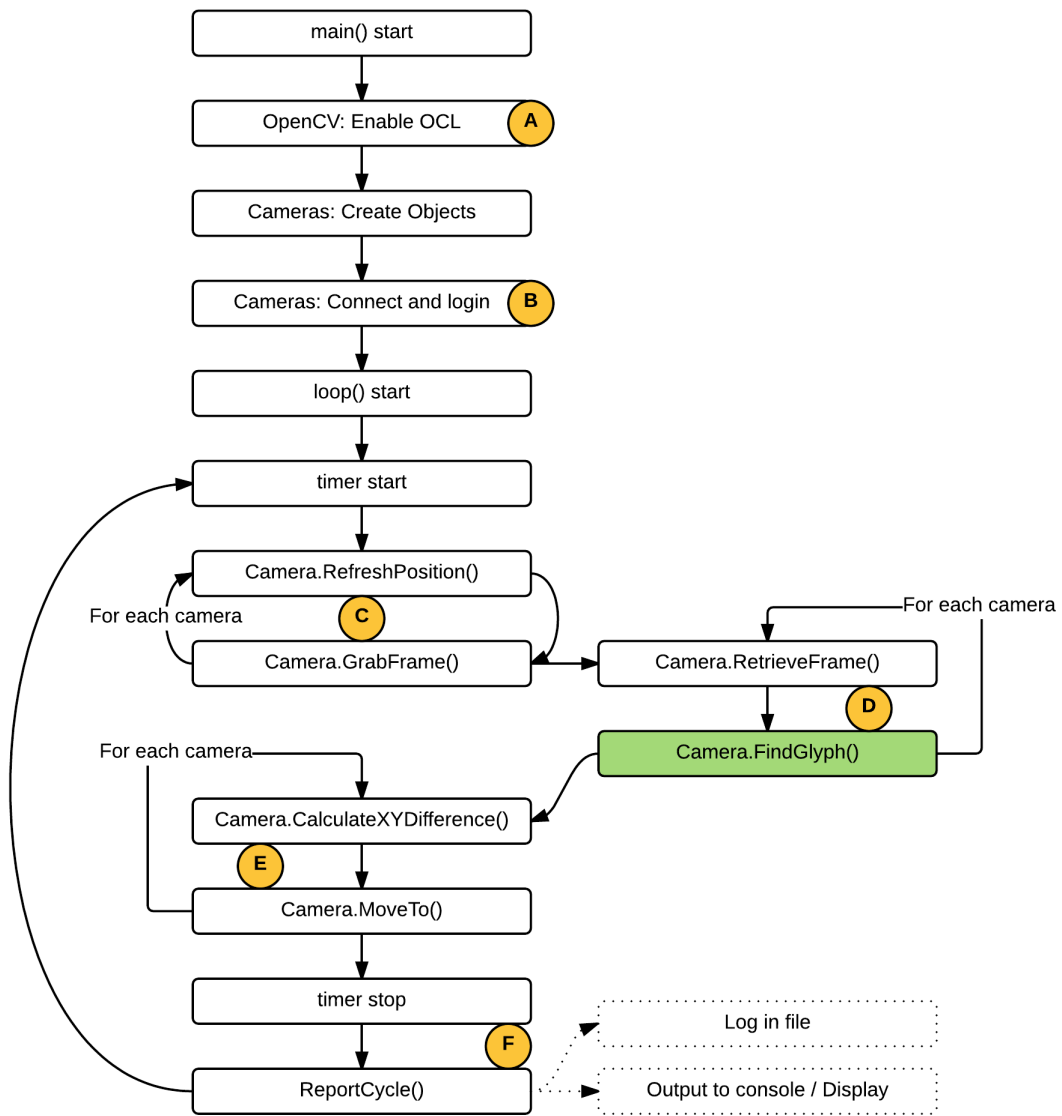 main() start
OpenCV: Enable OCL
A
Cameras: Create Objects
Cameras: Connect and login
B
loop() start
timer start
Camera.RefreshPosition()
For each camera
C
Camera.GrabFrame()
For each camera
Camera.RetrieveFrame()
D
Camera.FindGlyph()
For each camera
Camera.CalculateXYDifference()
E
Camera.MoveTo()
timer stop
F
ReportCycle()
Log in file
Output to console / Display